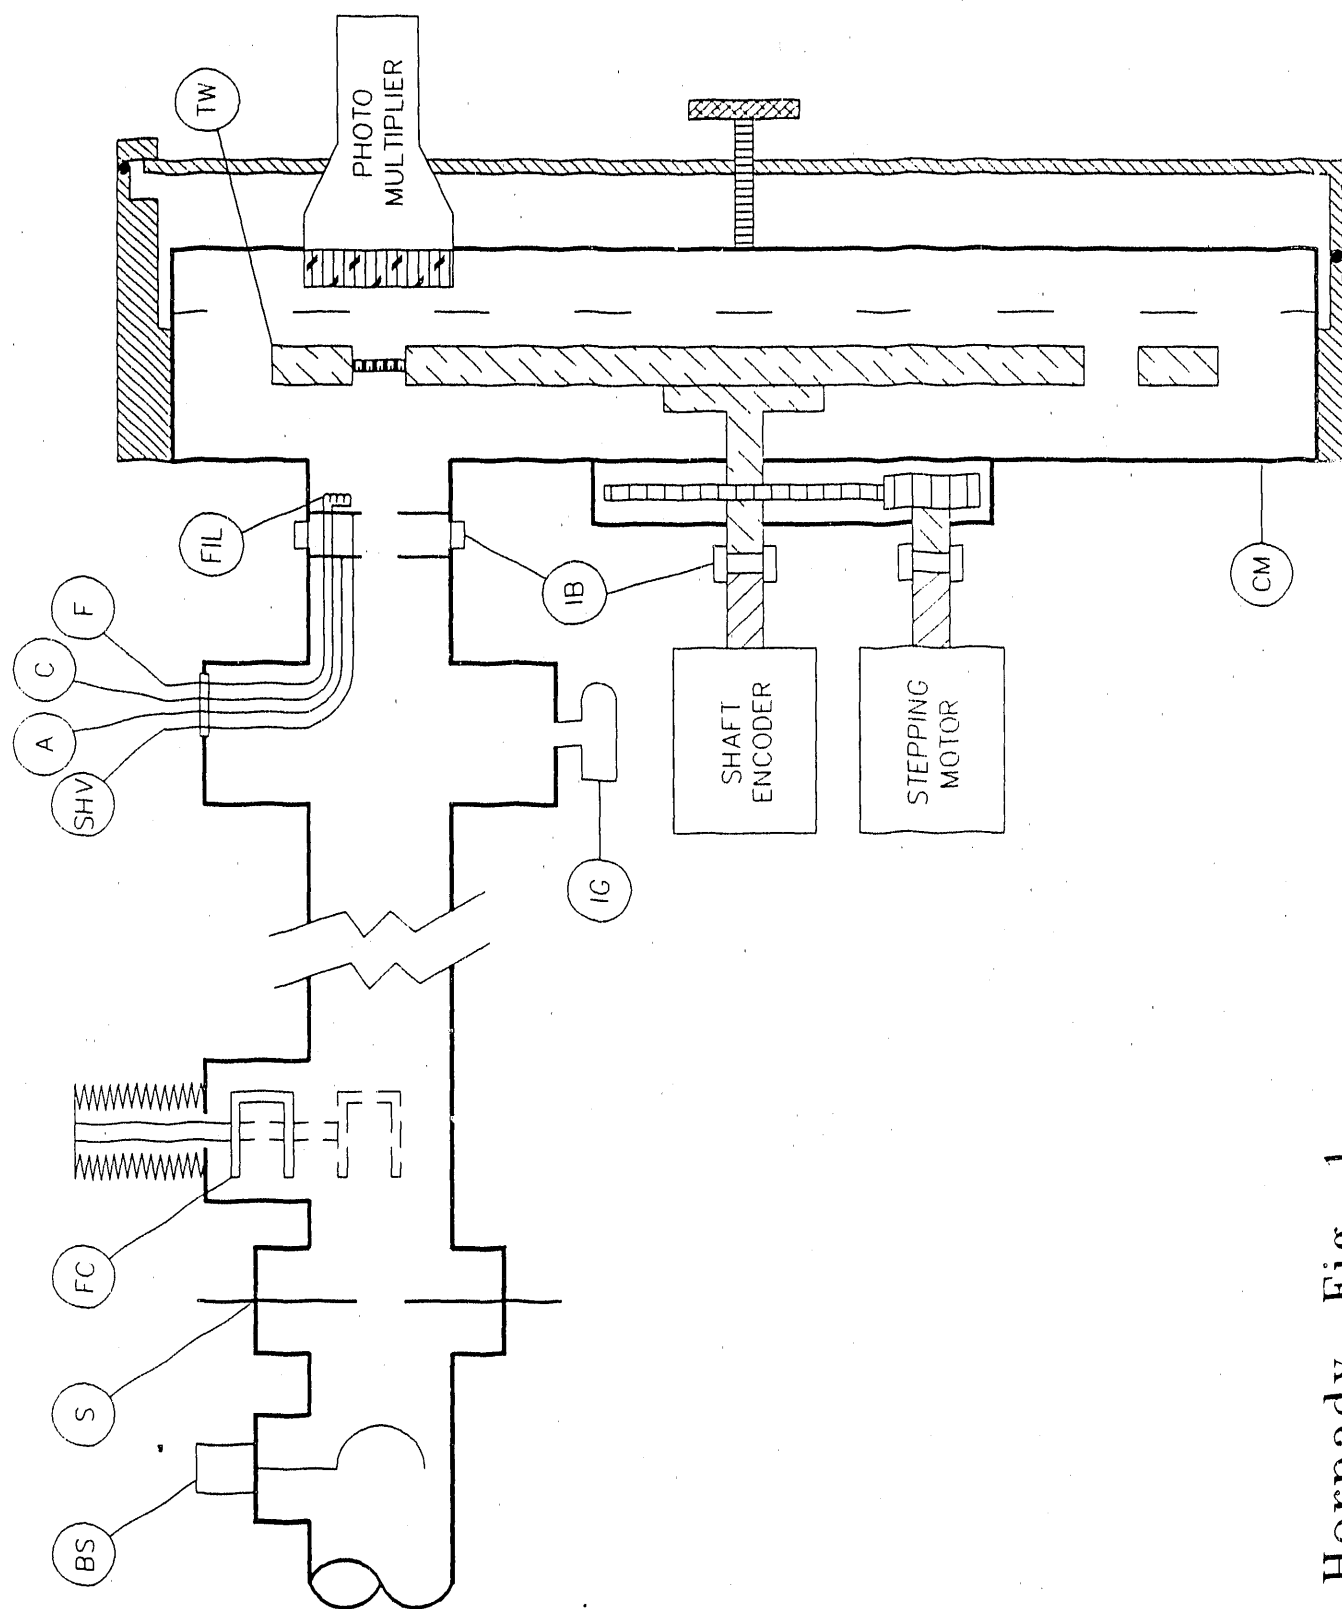 BS
S
FC
SHV
A
C
F
FIL
TW
PHOTO
MULTIPLIER
IG
IB
SHAFT
ENCODER
STEPPING
MOTOR
CM
Hornady Fig. 1